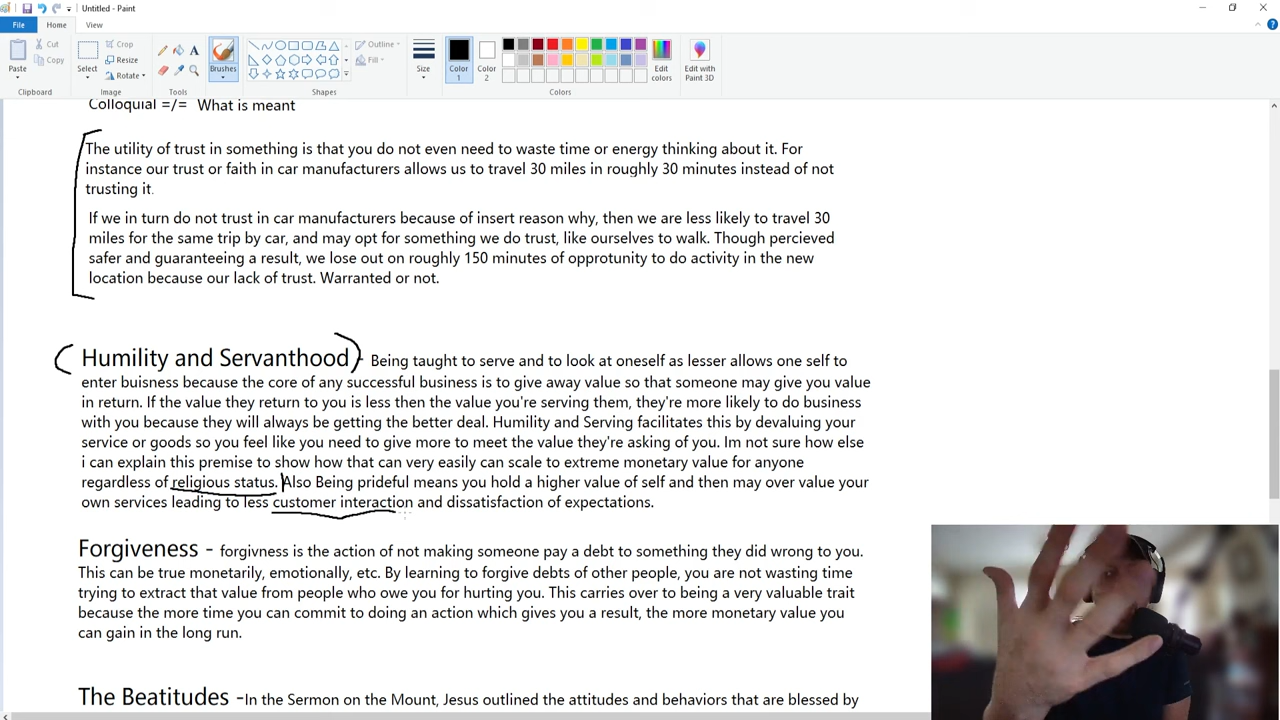 Untitled - Paint
File Home View
Paste
Cut
Copy
Clipboard
Select
Crop
Resize
Rotate
Image
Tools
Brushes
Outline
Fill
Shapes
Size
Color 1
Color 2
Edit colors
Edit with Paint 3D
Colors
Colloquial =/= What is meant
The utility of trust in something is that you do not even need to waste time or energy thinking about it. For
instance our trust or faith in car manufacturers allows us to travel 30 miles in roughly 30 minutes instead of not
trusting it.
If we in turn do not trust in car manufacturers because of insert reason why, then we are less likely to travel 30
miles for the same trip by car, and may opt for something we do trust, like ourselves to walk. Though percieved
safer and guaranteeing a result, we lose out on roughly 150 minutes of opprotunity to do activity in the new
location because our lack of trust. Warranted or not.
Humility and Servanthood - Being taught to serve and to look at oneself as lesser allows one self to
enter buisness because the core of any successful business is to give away value so that someone may give you value
in return. If the value they return to you is less then the value you're serving them, they're more likely to do business
with you because they will always be getting the better deal. Humility and Serving facilitates this by devaluing your
service or goods so you feel like you need to give more to meet the value they're asking of you. Im not sure how else
i can explain this premise to show how that can very easily can scale to extreme monetary value for anyone
regardless of religious status. Also Being prideful means you hold a higher value of self and then may over value your
own services leading to less customer interaction and dissatisfaction of expectations.
Forgiveness - forgivness is the action of not making someone pay a debt to something they did wrong to you.
This can be true monetarily, emotionally, etc. By learning to forgive debts of other people, you are not wasting time
trying to extract that value from people who owe you for hurting you. This carries over to being a very valuable trait
because the more time you can commit to doing an action which gives you a result, the more monetary value you
can gain in the long run.
The Beatitudes -In the Sermon on the Mount, Jesus outlined the attitudes and behaviors that are blessed by